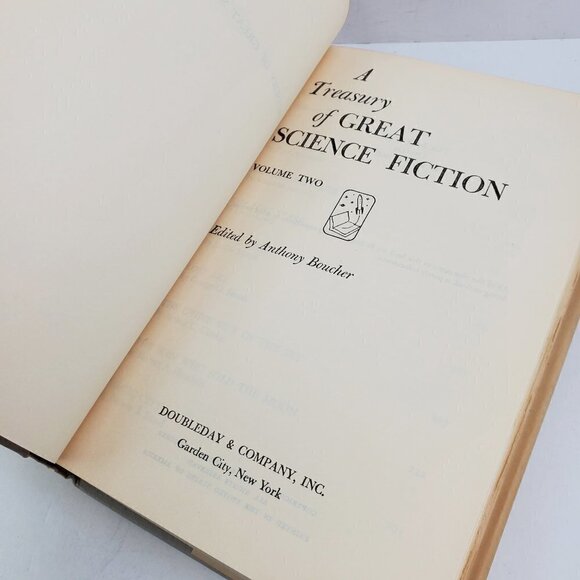 A
Treasury
of GREAT
SCIENCE FICTION
VOLUME TWO
Edited by Anthony Boucher
DOUBLEDAY & COMPANY, INC.
Garden City, New York